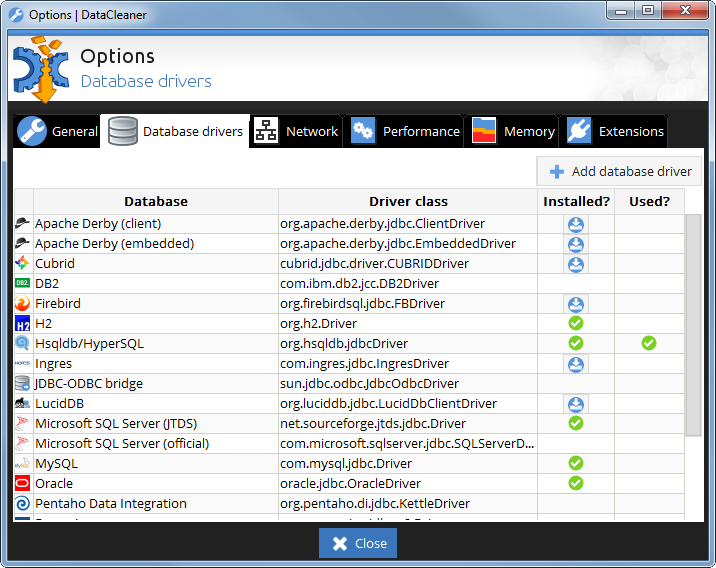 Options | DataCleaner
Options
Database drivers
General Database drivers Network Performance Memory Extensions
Add database driver
Database Driver class Installed? Used?
Apache Derby (client) org.apache.derby.jdbc.ClientDriver
Apache Derby (embedded) org.apache.derby.jdbc.EmbeddedDriver
Cubrid cubrid.jdbc.driver.CUBRIDDriver
DB2 DB2 com.ibm.db2.jcc.DB2Driver
Firebird org.firebirdsql.jdbc.FBDriver
H2 H2 org.h2.Driver
Hsqldb/HyperSQL org.hsqldb.jdbcDriver
Ingres com.ingres.jdbc.IngresDriver
JDBC-ODBC bridge sun.jdbc.odbc.JdbcOdbcDriver
LucidDB org.luciddb.jdbc.LucidDbClientDriver
Microsoft SQL Server (JTDS) net.sourceforge.jtds.jdbc.Driver
Microsoft SQL Server (official) com.microsoft.sqlserver.jdbc.SQLServerD...
MySQL MySQL com.mysql.jdbc.Driver
Oracle oracle.jdbc.OracleDriver
Pentaho Data Integration org.pentaho.di.jdbc.KettleDriver
Close